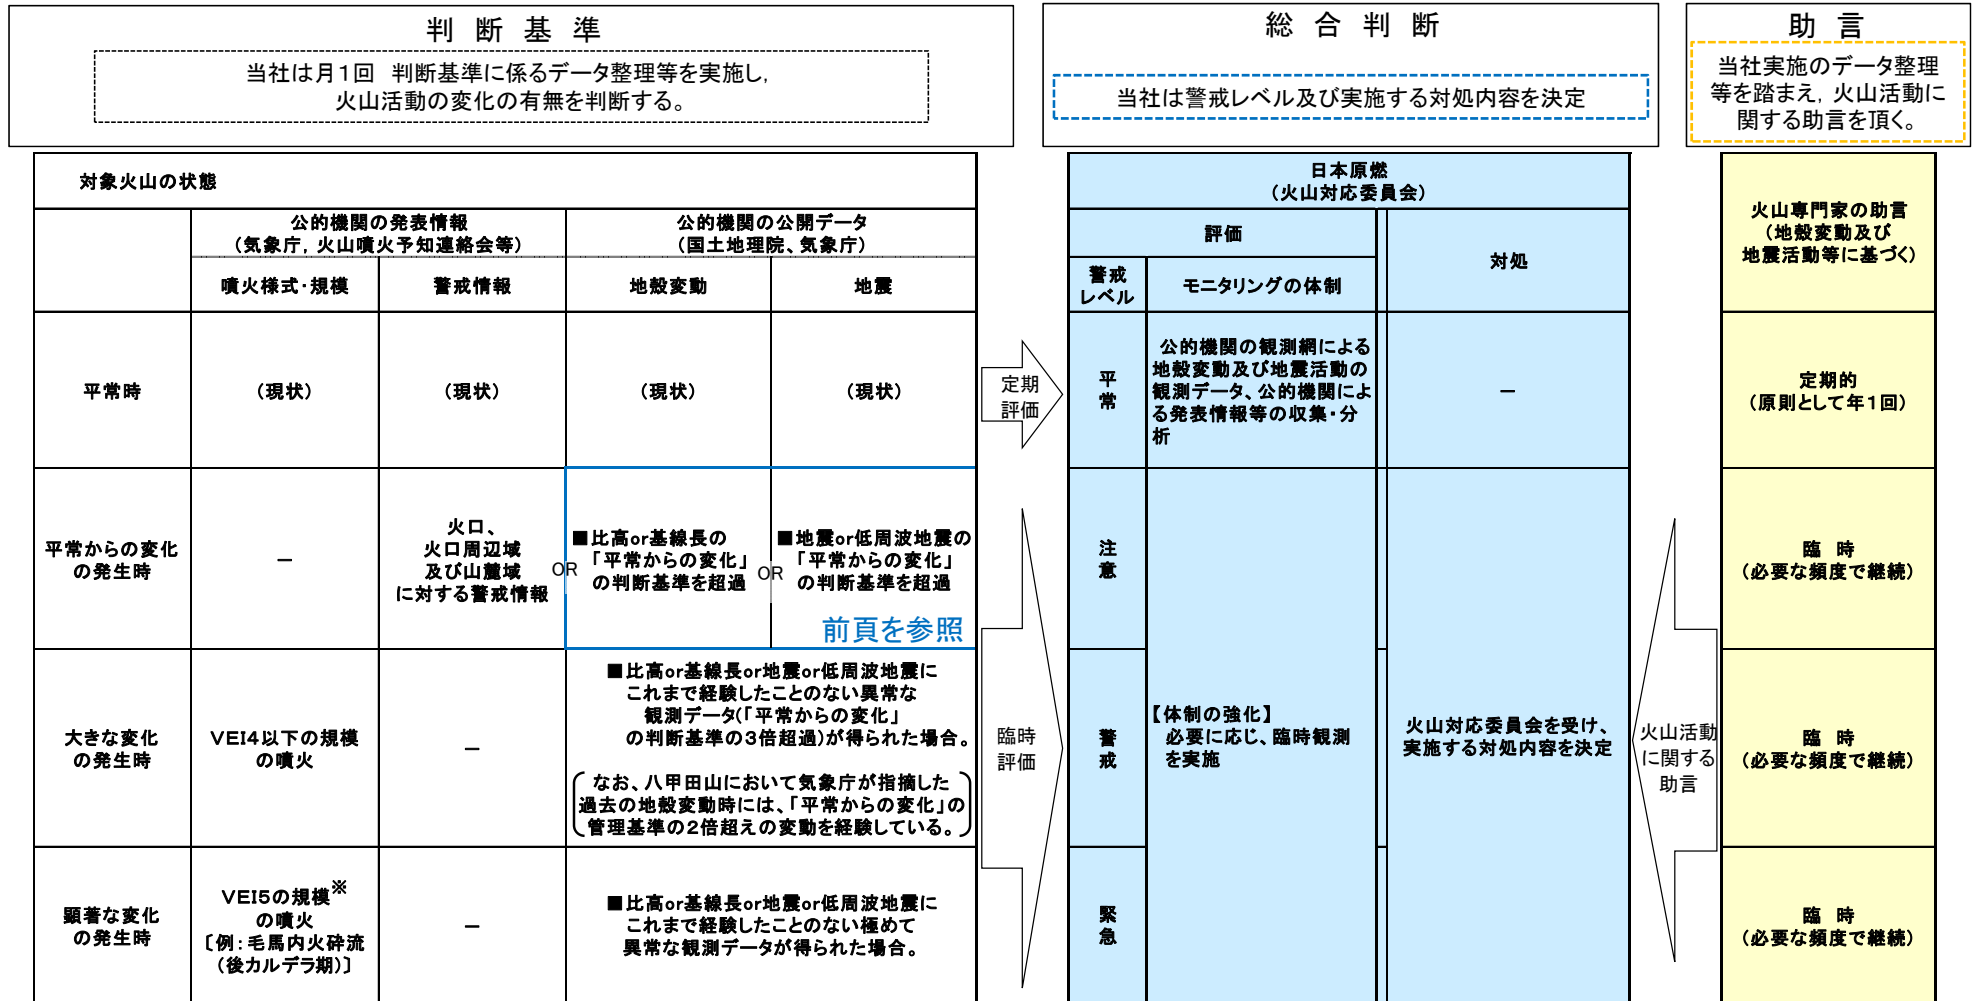 判断基準
当社は月1回 判断基準に係るデータ整理等を実施し,
火山活動の変化の有無を判断する。
総合判断
当社は警戒レベル及び実施する対処内容を決定
助言
当社実施のデータ整理
等を踏まえ, 火山活動に
関する助言を頂く。
対象火山の状態
公的機関の発表情報
(気象庁, 火山噴火予知連絡会等)
公的機関の公開データ
(国土地理院、気象庁)
噴火様式・規模
警戒情報
地殻変動
地震
日本原燃
(火山対応委員会)
評価
対処
警戒
レベル
モニタリングの体制
火山専門家の助言
(地殻変動及び
地震活動等に基づく)
平常時
(現状)
(現状)
(現状)
(現状)
定期
評価
平
常
公的機関の観測網による
地殻変動及び地震活動の
観測データ、公的機関によ
る発表情報等の収集・分
析
－
定期的
(原則として年1回)
平常からの変化
の発生時
－
火口、
火口周辺域
及び山麓域
に対する警戒情報
OR
■比高or基線長の
「平常からの変化」
の判断基準を超過
OR
■地震or低周波地震の
「平常からの変化」
の判断基準を超過
前頁を参照
注
意
臨 時
(必要な頻度で継続)
大きな変化
の発生時
VEI4以下の規模
の噴火
－
■比高or基線長or地震or低周波地震に
これまで経験したことのない異常な
観測データ(「平常からの変化」
の判断基準の3倍超過)が得られた場合。
なお、八甲田山において気象庁が指摘した
過去の地殻変動時には、「平常からの変化」の
管理基準の2倍超えの変動を経験している。
臨時
評価
警
戒
【体制の強化】
必要に応じ、臨時観測
を実施
火山対応委員会を受け、
実施する対処内容を決定
火山活動
に関する
助言
臨 時
(必要な頻度で継続)
顕著な変化
の発生時
VEI5の規模※
の噴火
〔例:毛馬内火砕流
(後カルデラ期)〕
－
■比高or基線長or地震or低周波地震に
これまで経験したことのない極めて
異常な観測データが得られた場合。
緊
急
臨 時
(必要な頻度で継続)